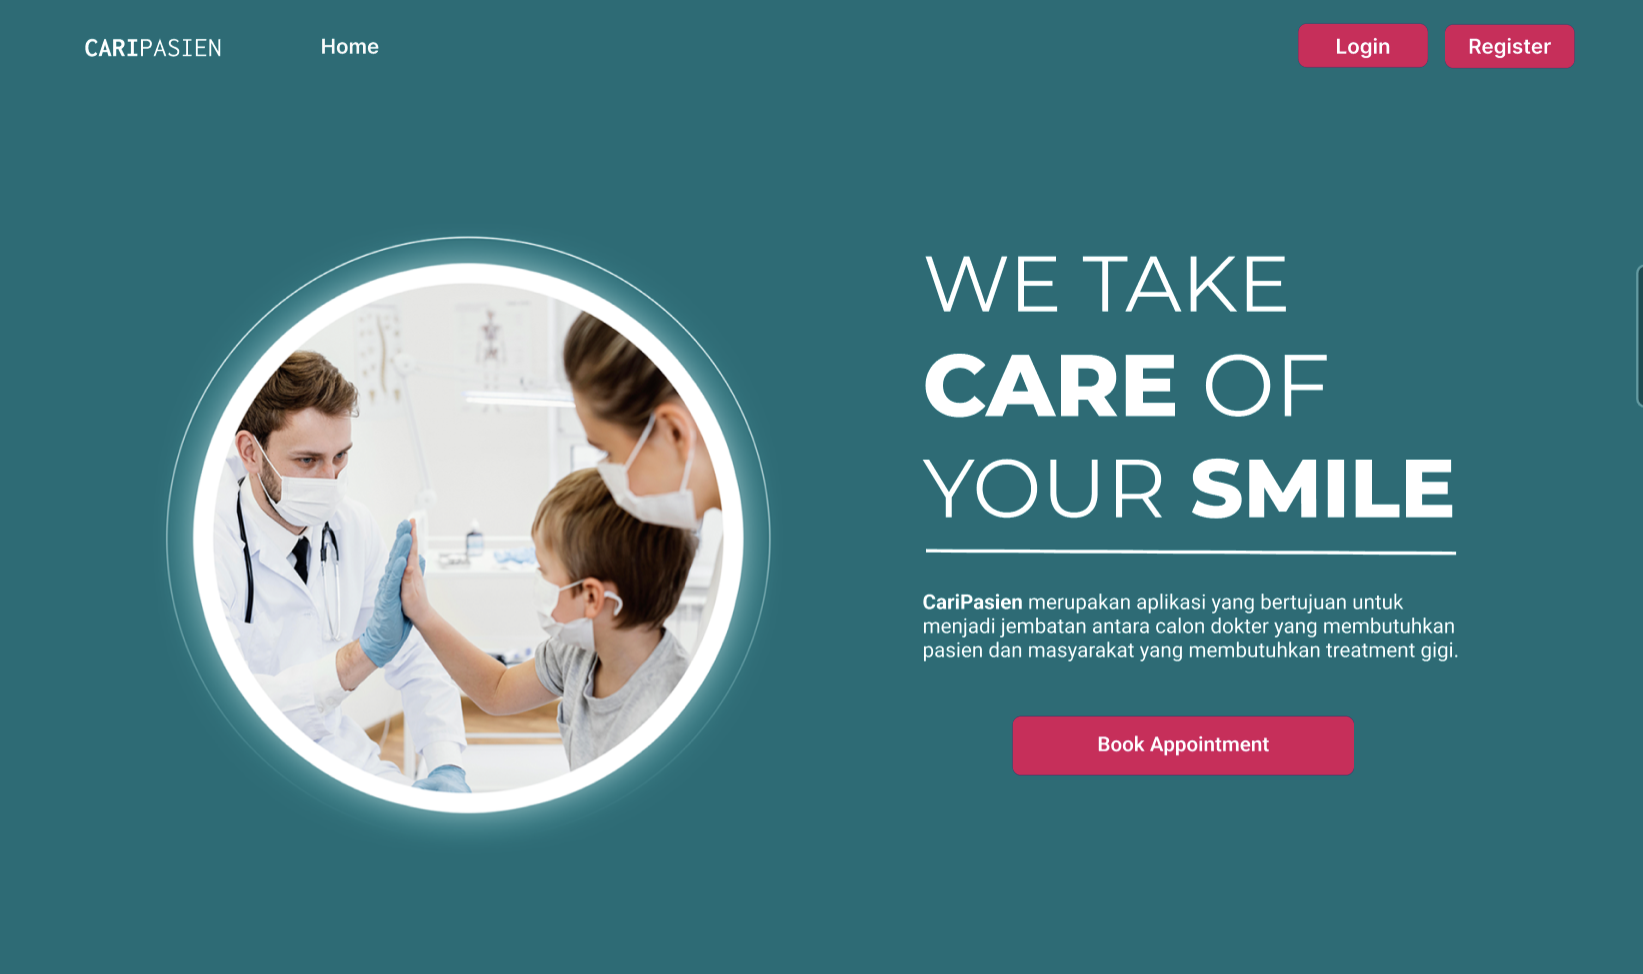 CARIPASIEN
Home
Login
Register
WE TAKE
CARE OF
YOUR SMILE
CariPasien merupakan aplikasi yang bertujuan untuk
menjadi jembatan antara calon dokter yang membutuhkan
pasien dan masyarakat yang membutuhkan treatment gigi.
Book Appointment